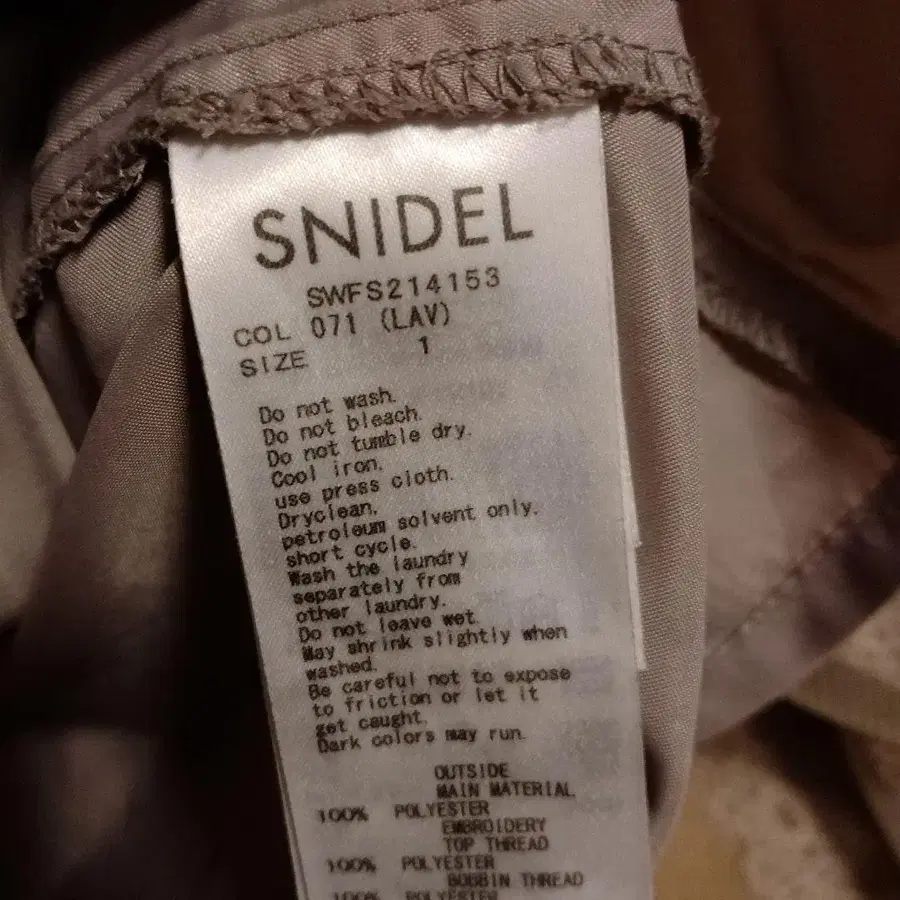 SNIDEL
SWFS214153
COL 071 (LAV)
SIZE 1
Do not wash.
Do not bleach.
Do not tumble dry.
Cool iron.
use press cloth.
Dryclean.
petroleum solvent only.
short cycle.
Wash the laundry
separately from
other laundry.
Do not leave wet.
May shrink slightly when
washed.
Be careful not to expose
to friction or let it
get caught.
Dark colors may run.
OUTSIDE
MAIN MATERIAL
100% POLYESTER
EMBROIDERY
TOP THREAD
100% POLYESTER
BOBBIN THREAD
100% POLYESTER